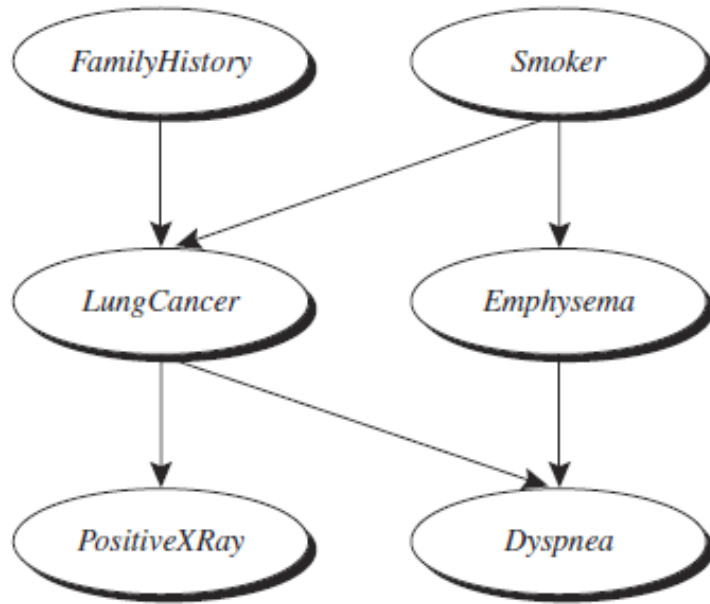 FamilyHistory
Smoker
LungCancer
Emphysema
PositiveXRay
Dyspnea